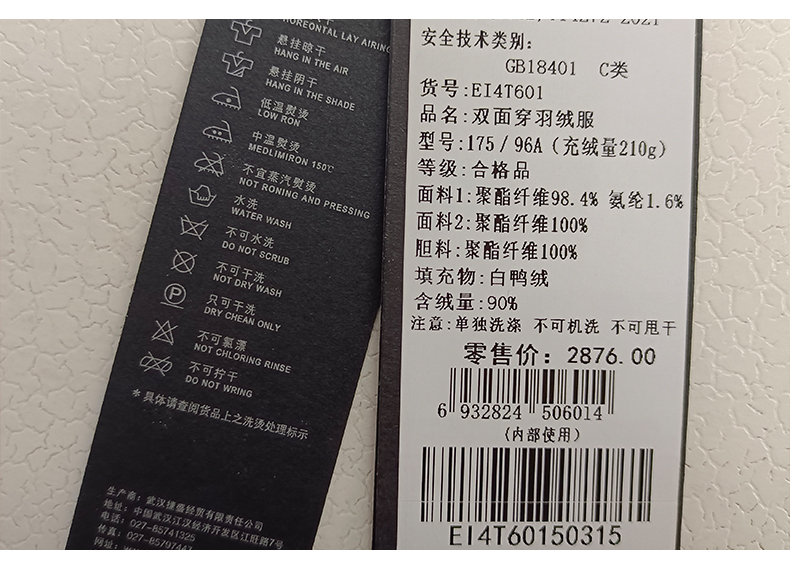 HOREONTAL LAY AIRING
悬挂晾干
HANG IN THE AIR
悬挂阴干
HANG IN THE SHADE
低温熨烫
LOW RON
中温熨烫
MEDLIMIRON 150℃
不宜蒸汽熨烫
NOT RONING AND PRESSING
水洗
WATER WASH
不可水洗
DO NOT SCRUB
不可干洗
NOT DRY WASH
只可干洗
DRY CHEAN ONLY
不可氯漂
NOT CHLORING RINSE
不可拧干
DO NOT WRING
*具体请查阅货品上之洗烫处理标示
生产商:武汉捷盛经贸有限责任公司
地址:中国武汉江汉经济开发区江旺路7号
电话:027-85741325
传真:027-85797447
网址:
安全技术类别:
GB18401 C类
货号:EI4T601
品名:双面穿羽绒服
型号:175/96A(充绒量210g)
等级:合格品
面料1:聚酯纤维98.4% 氨纶1.6%
面料2:聚酯纤维100%
胆料:聚酯纤维100%
填充物:白鸭绒
含绒量:90%
注意:单独洗涤 不可机洗 不可甩干
零售价:2876.00
6 932824 506014
(内部使用)
EI4T60150315